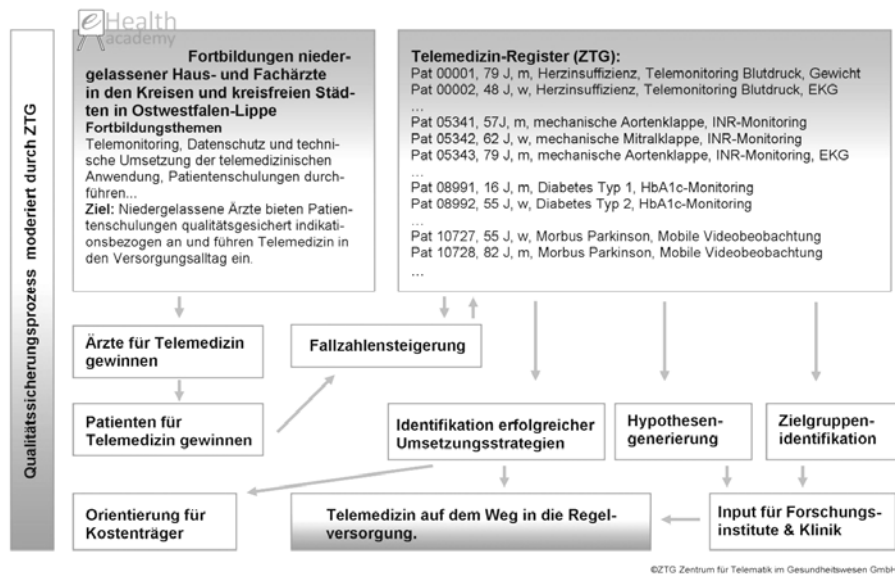 Qualitätssicherungsprozess moderiert durch ZTG
eHealth
academy
Fortbildungen nieder-
gelassener Haus- und Fachärzte
in den Kreisen und kreisfreien Städ-
ten in Ostwestfalen-Lippe
Fortbildungsthemen
Telemonitoring, Datenschutz und techni-
sche Umsetzung der telemedizinischen
Anwendung, Patientenschulungen durch-
führen...
Ziel: Niedergelassene Ärzte bieten Patien-
tenschulungen qualitätsgesichert indikati-
onsbezogen an und führen Telemedizin in
den Versorgungsalltag ein.
Telemedizin-Register (ZTG):
Pat 00001, 79 J, m, Herzinsuffizienz, Telemonitoring Blutdruck, Gewicht
Pat 00002, 48 J, w, Herzinsuffizienz, Telemonitoring Blutdruck, EKG
...
Pat 05341, 57J, m, mechanische Aortenklappe, INR-Monitoring
Pat 05342, 62 J, w, mechanische Mitralklappe, INR-Monitoring
Pat 05343, 79 J, m, mechanische Aortenklappe, INR-Monitoring, EKG
...
Pat 08991, 16 J, m, Diabetes Typ 1, HbA1c-Monitoring
Pat 08992, 55 J, w, Diabetes Typ 2, HbA1c-Monitoring
...
Pat 10727, 55 J, w, Morbus Parkinson, Mobile Videobeobachtung
Pat 10728, 82 J, m, Morbus Parkinson, Mobile Videobeobachtung
...
Ärzte für Telemedizin
gewinnen
Fallzahlensteigerung
Patienten für
Telemedizin gewinnen
Identifikation erfolgreicher
Umsetzungsstrategien
Hypothesen-
generierung
Zielgruppen-
identifikation
Orientierung für
Kostenträger
Telemedizin auf dem Weg in die Regel-
versorgung.
Input für Forschungs-
institute & Klinik
©ZTG Zentrum für Telematik im Gesundheitswesen GmbH